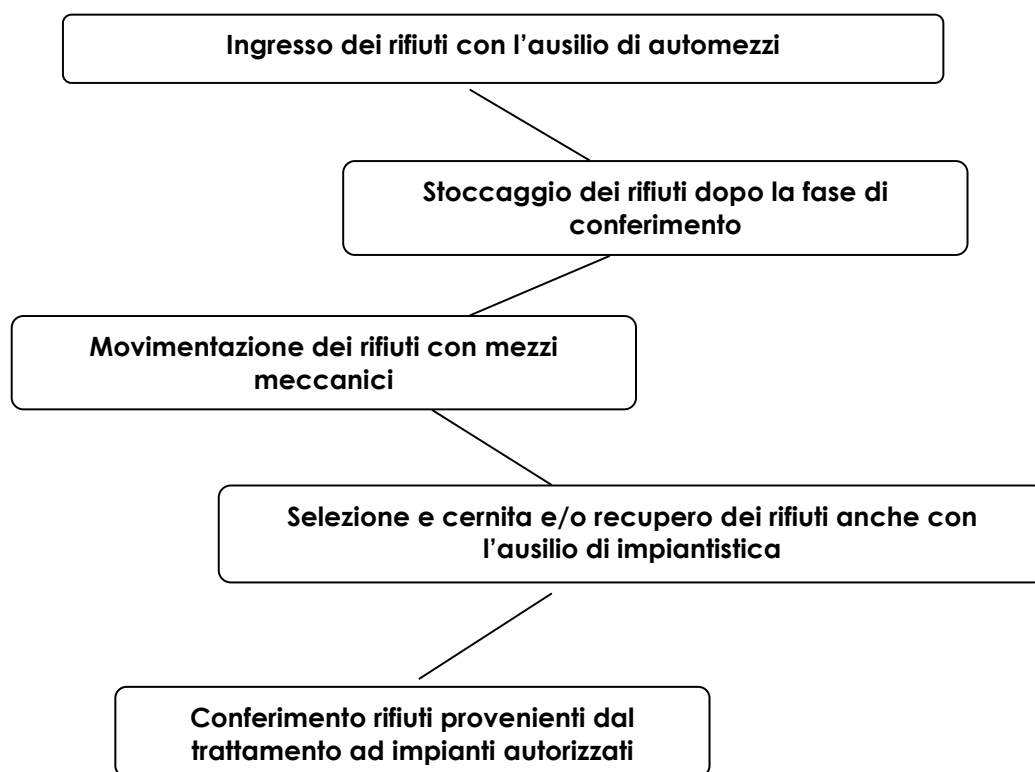 Ingresso dei rifiuti con l’ausilio di automezzi
Stoccaggio dei rifiuti dopo la fase di
conferimento
Movimentazione dei rifiuti con mezzi
meccanici
Selezione e cernita e/o recupero dei rifiuti anche con
l’ausilio di impiantistica
Conferimento rifiuti provenienti dal
trattamento ad impianti autorizzati